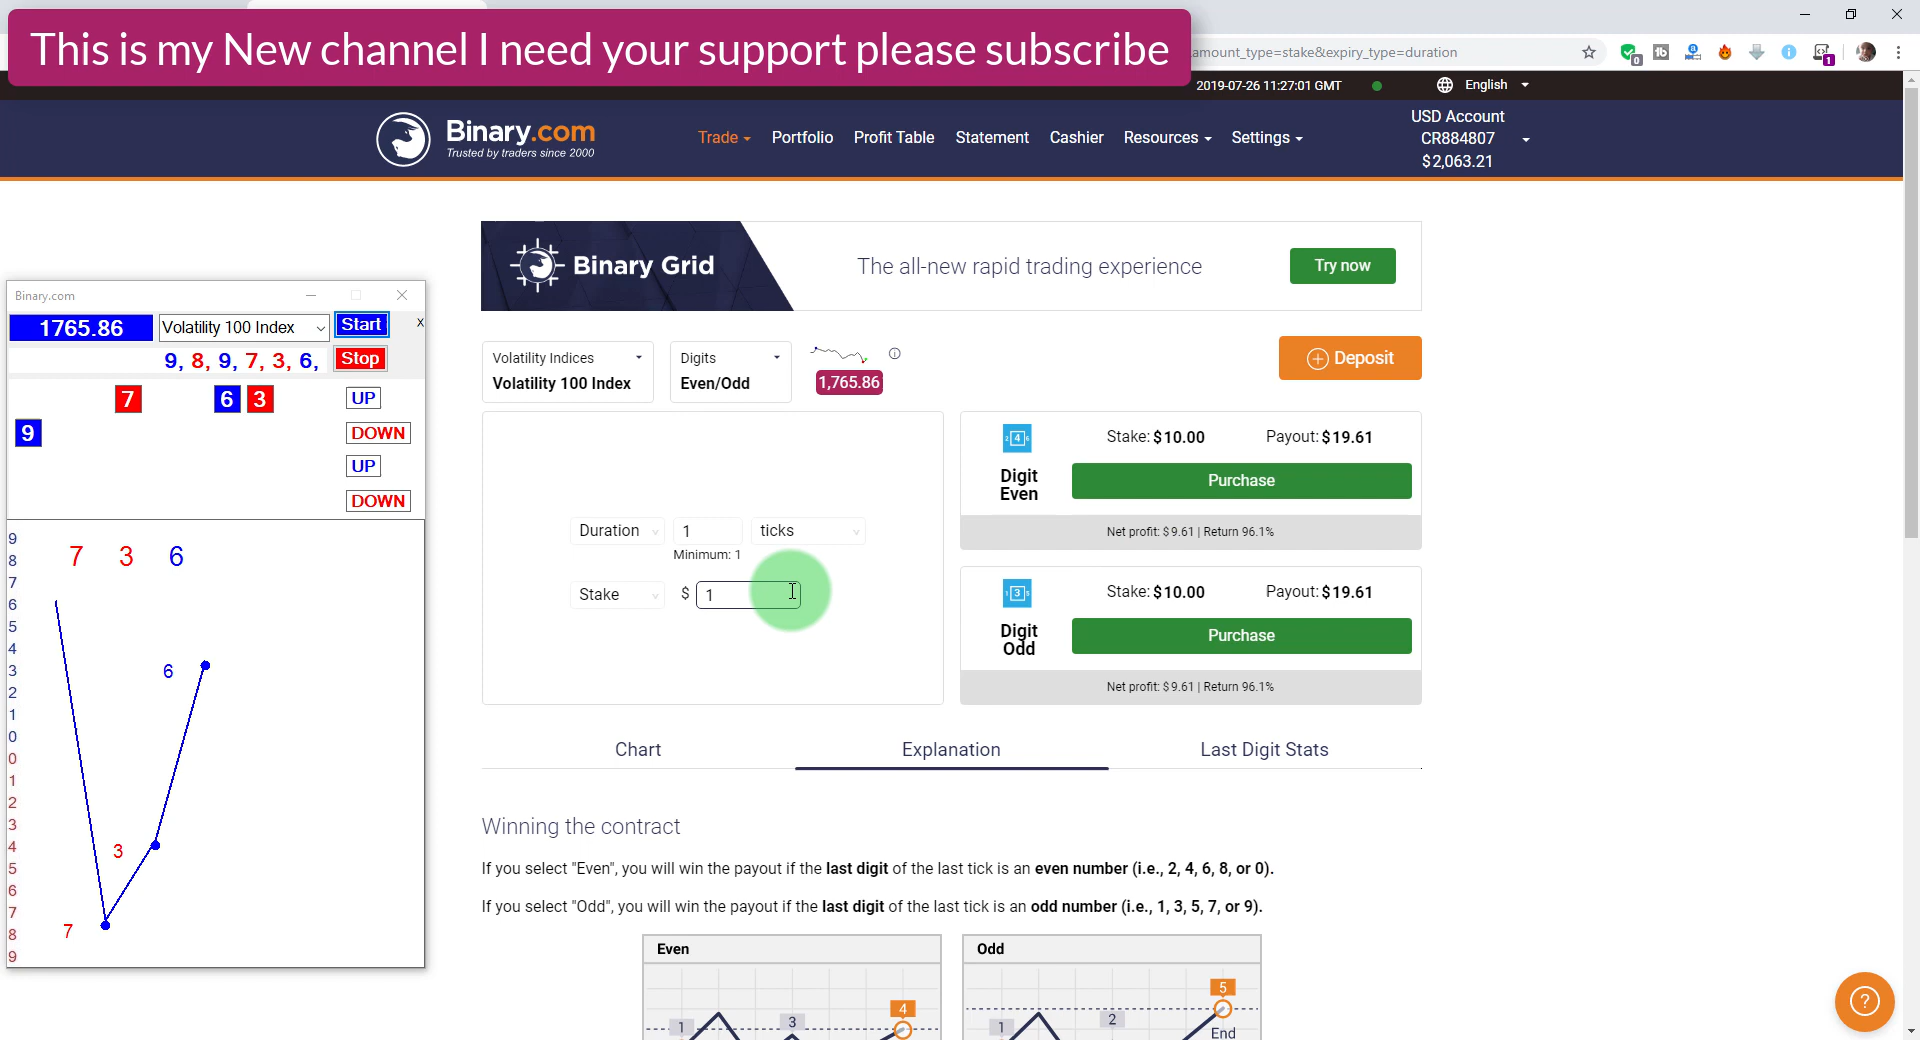 This is my New channel I need your support please subscribe
amount_type=stake&expiry_type=duration
0
1
2019-07-26 11:27:01 GMT
English
Binary.com
Trusted by traders since 2000
Trade
Portfolio
Profit Table
Statement
Cashier
Resources
Settings
USD Account
CR884807
$2,063.21
Binary Grid
The all-new rapid trading experience
Try now
Binary.com
1765.86
Volatility 100 Index
Start
X
9, 8, 9, 7, 3, 6,
Stop
7
6
3
UP
9
DOWN
UP
DOWN
7 3 6
9
8
7
6
5
4
3
2
1
0
0
1
2
3
4
5
6
7
8
9
6
3
7
Volatility Indices
Volatility 100 Index
Digits
Even/Odd
1,765.86
Deposit
Duration
1
ticks
Minimum: 1
Stake
$
1
2 4 6
Digit
Even
Stake: $10.00
Payout: $19.61
Purchase
Net profit: $9.61 | Return 96.1%
1 3 5
Digit
Odd
Stake: $10.00
Payout: $19.61
Purchase
Net profit: $9.61 | Return 96.1%
Chart
Explanation
Last Digit Stats
Winning the contract
If you select "Even", you will win the payout if the last digit of the last tick is an even number (i.e., 2, 4, 6, 8, or 0).
If you select "Odd", you will win the payout if the last digit of the last tick is an odd number (i.e., 1, 3, 5, 7, or 9).
Even
1
3
4
Odd
1
2
5
End
?